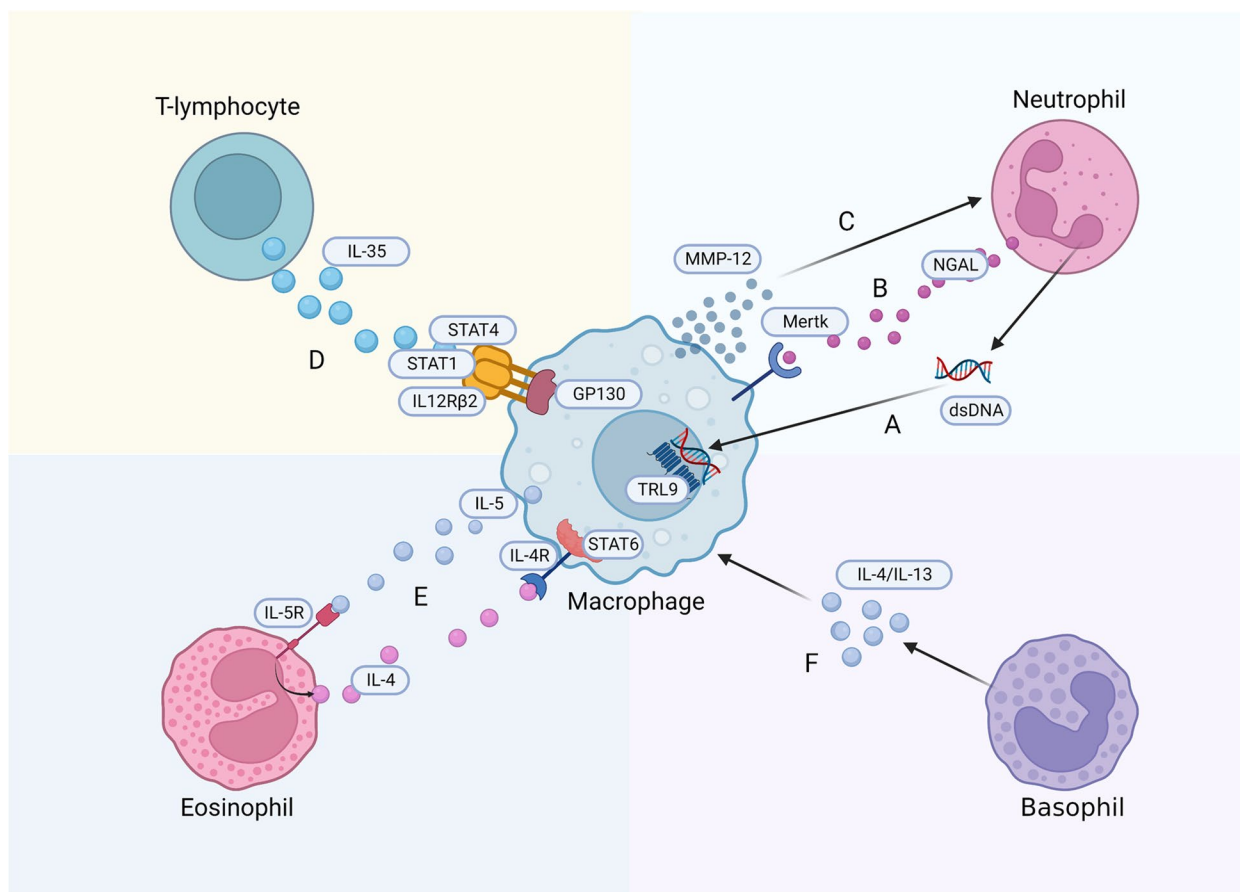 T-lymphocyte
Neutrophil
IL-35
C
MMP-12
NGAL
B
Mertk
STAT4
D
STAT1
IL12Rβ2
GP130
dsDNA
A
TRL9
IL-5
STAT6
IL-4R
IL-4/IL-13
E
Macrophage
IL-5R
F
IL-4
Eosinophil
Basophil